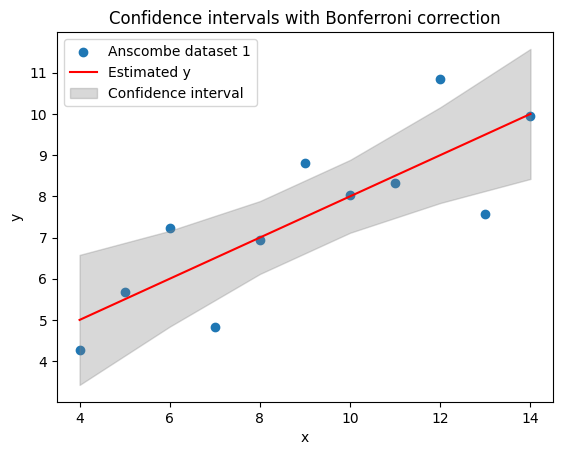 Confidence intervals with Bonferroni correction
Anscombe dataset 1
Estimated y
Confidence interval
11
10
9
8
7
6
5
4
y
4 6 8 10 12 14
x